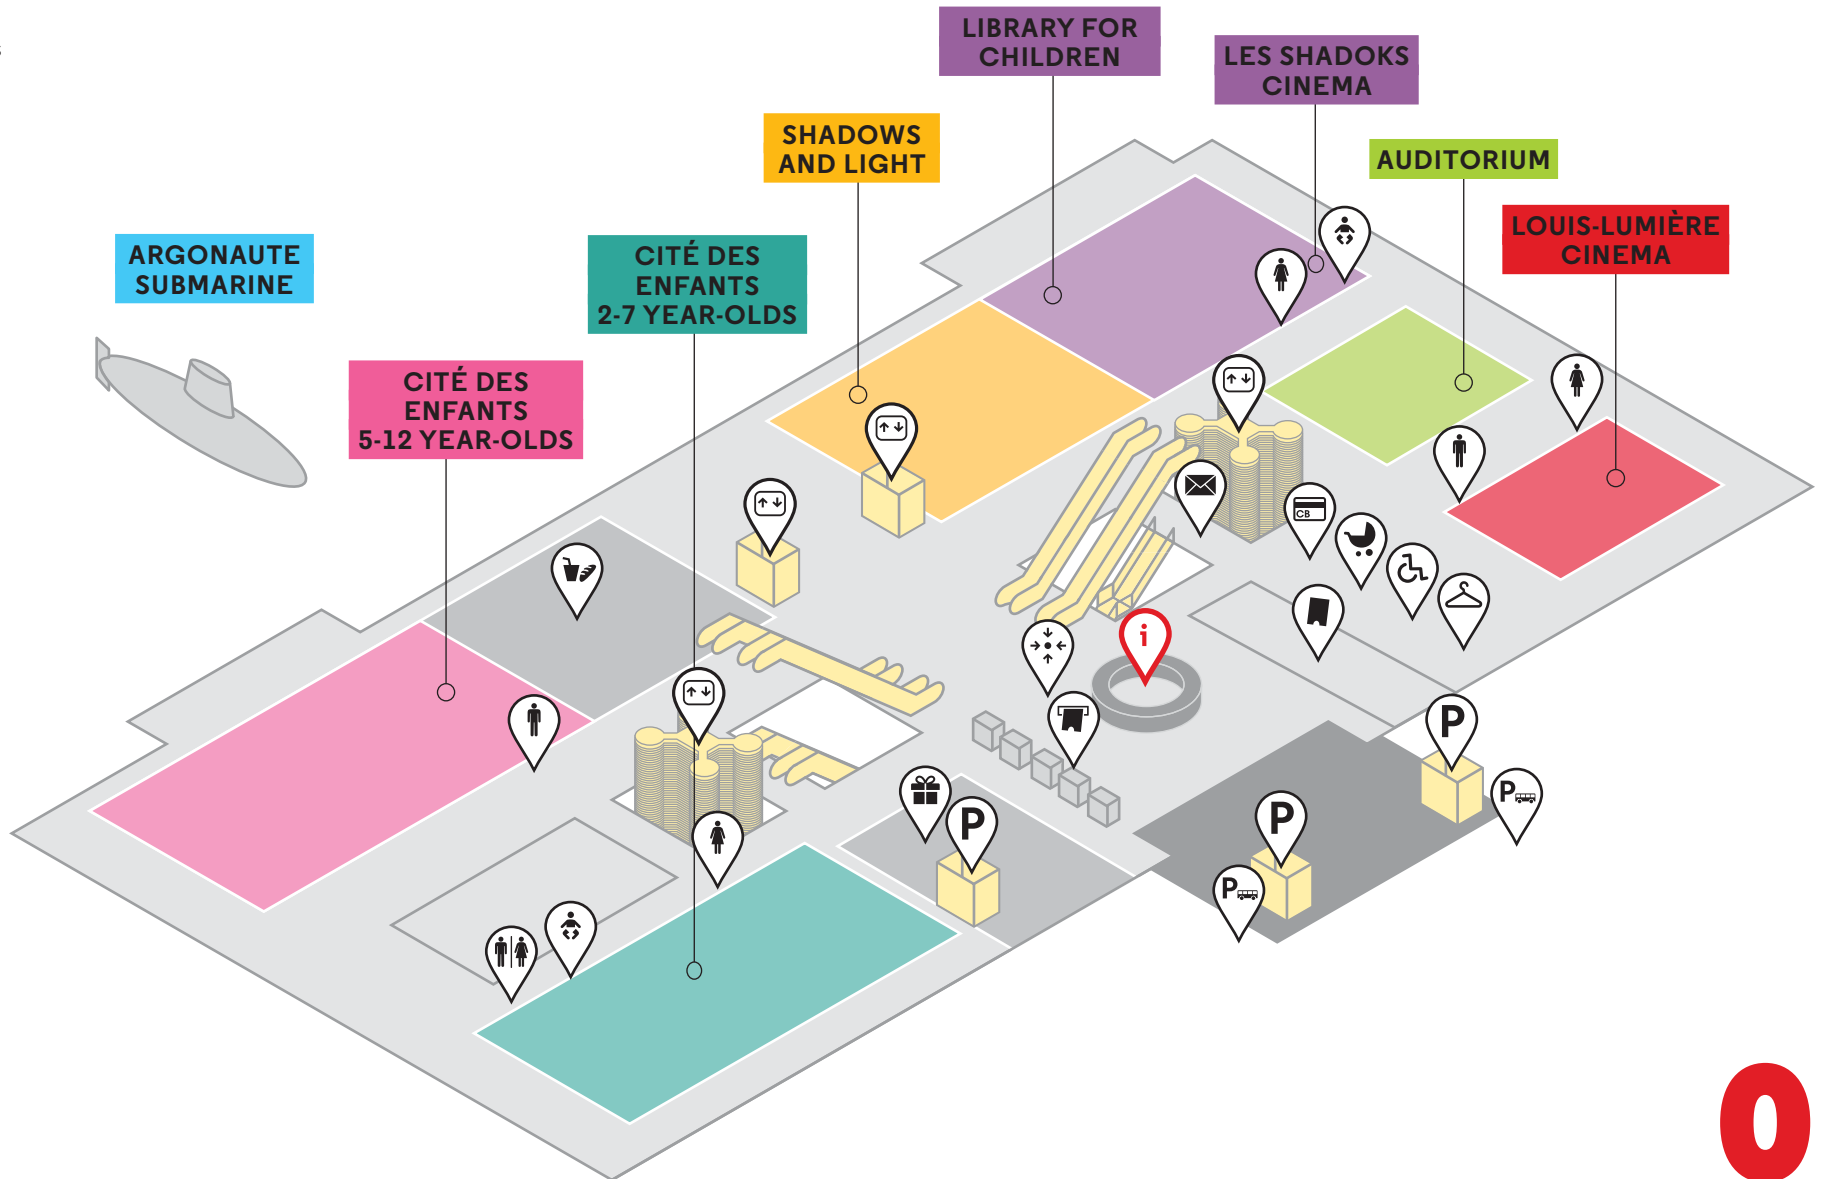 LIBRARY FOR
CHILDREN
LES SHADOKS
CINEMA
SHADOWS
AND LIGHT
AUDITORIUM
LOUIS-LUMIÈRE
CINEMA
ARGONAUTE
SUBMARINE
CITÉ DES
ENFANTS
2-7 YEAR-OLDS
CITÉ DES
ENFANTS
5-12 YEAR-OLDS
CB
i
P
P
P
P
P
0